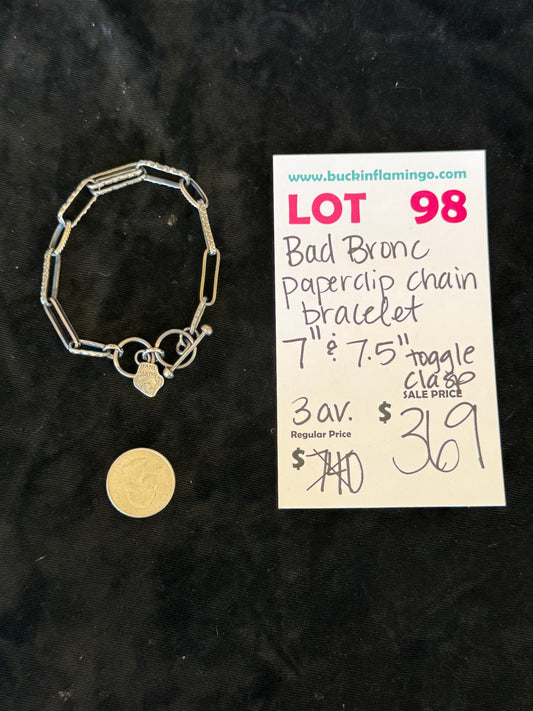 www.buckinflamingo.com
LOT 98
Bad Bronc
paperclip chain
bracelet
7" & 7.5" toggle
clasp
SALE PRICE
3 av. $ 369
Regular Price
$ 740